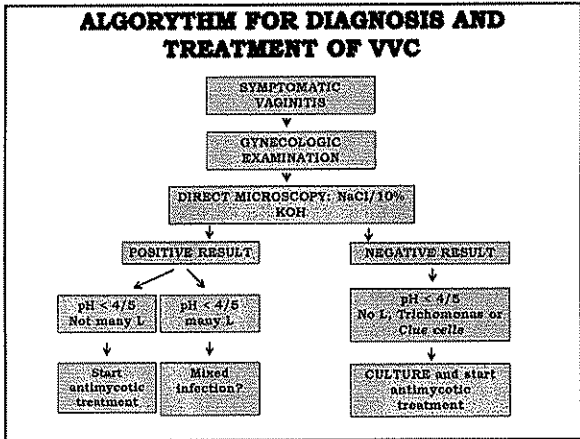 ALGORYTHM FOR DIAGNOSIS AND
TREATMENT OF VVC
SYMPTOMATIC
VAGINITIS
GYNECOLOGIC
EXAMINATION
DIRECT MICROSCOPY: NaCl/10%
KOH
POSITIVE RESULT
NEGATIVE RESULT
pH < 4/5
Not many L
pH < 4/5
many L
pH < 4/5
No L, Trichomonas or
Clue cells
Start
antimycotic
treatment
Mixed
infection?
CULTURE and start
antimycotic
treatment